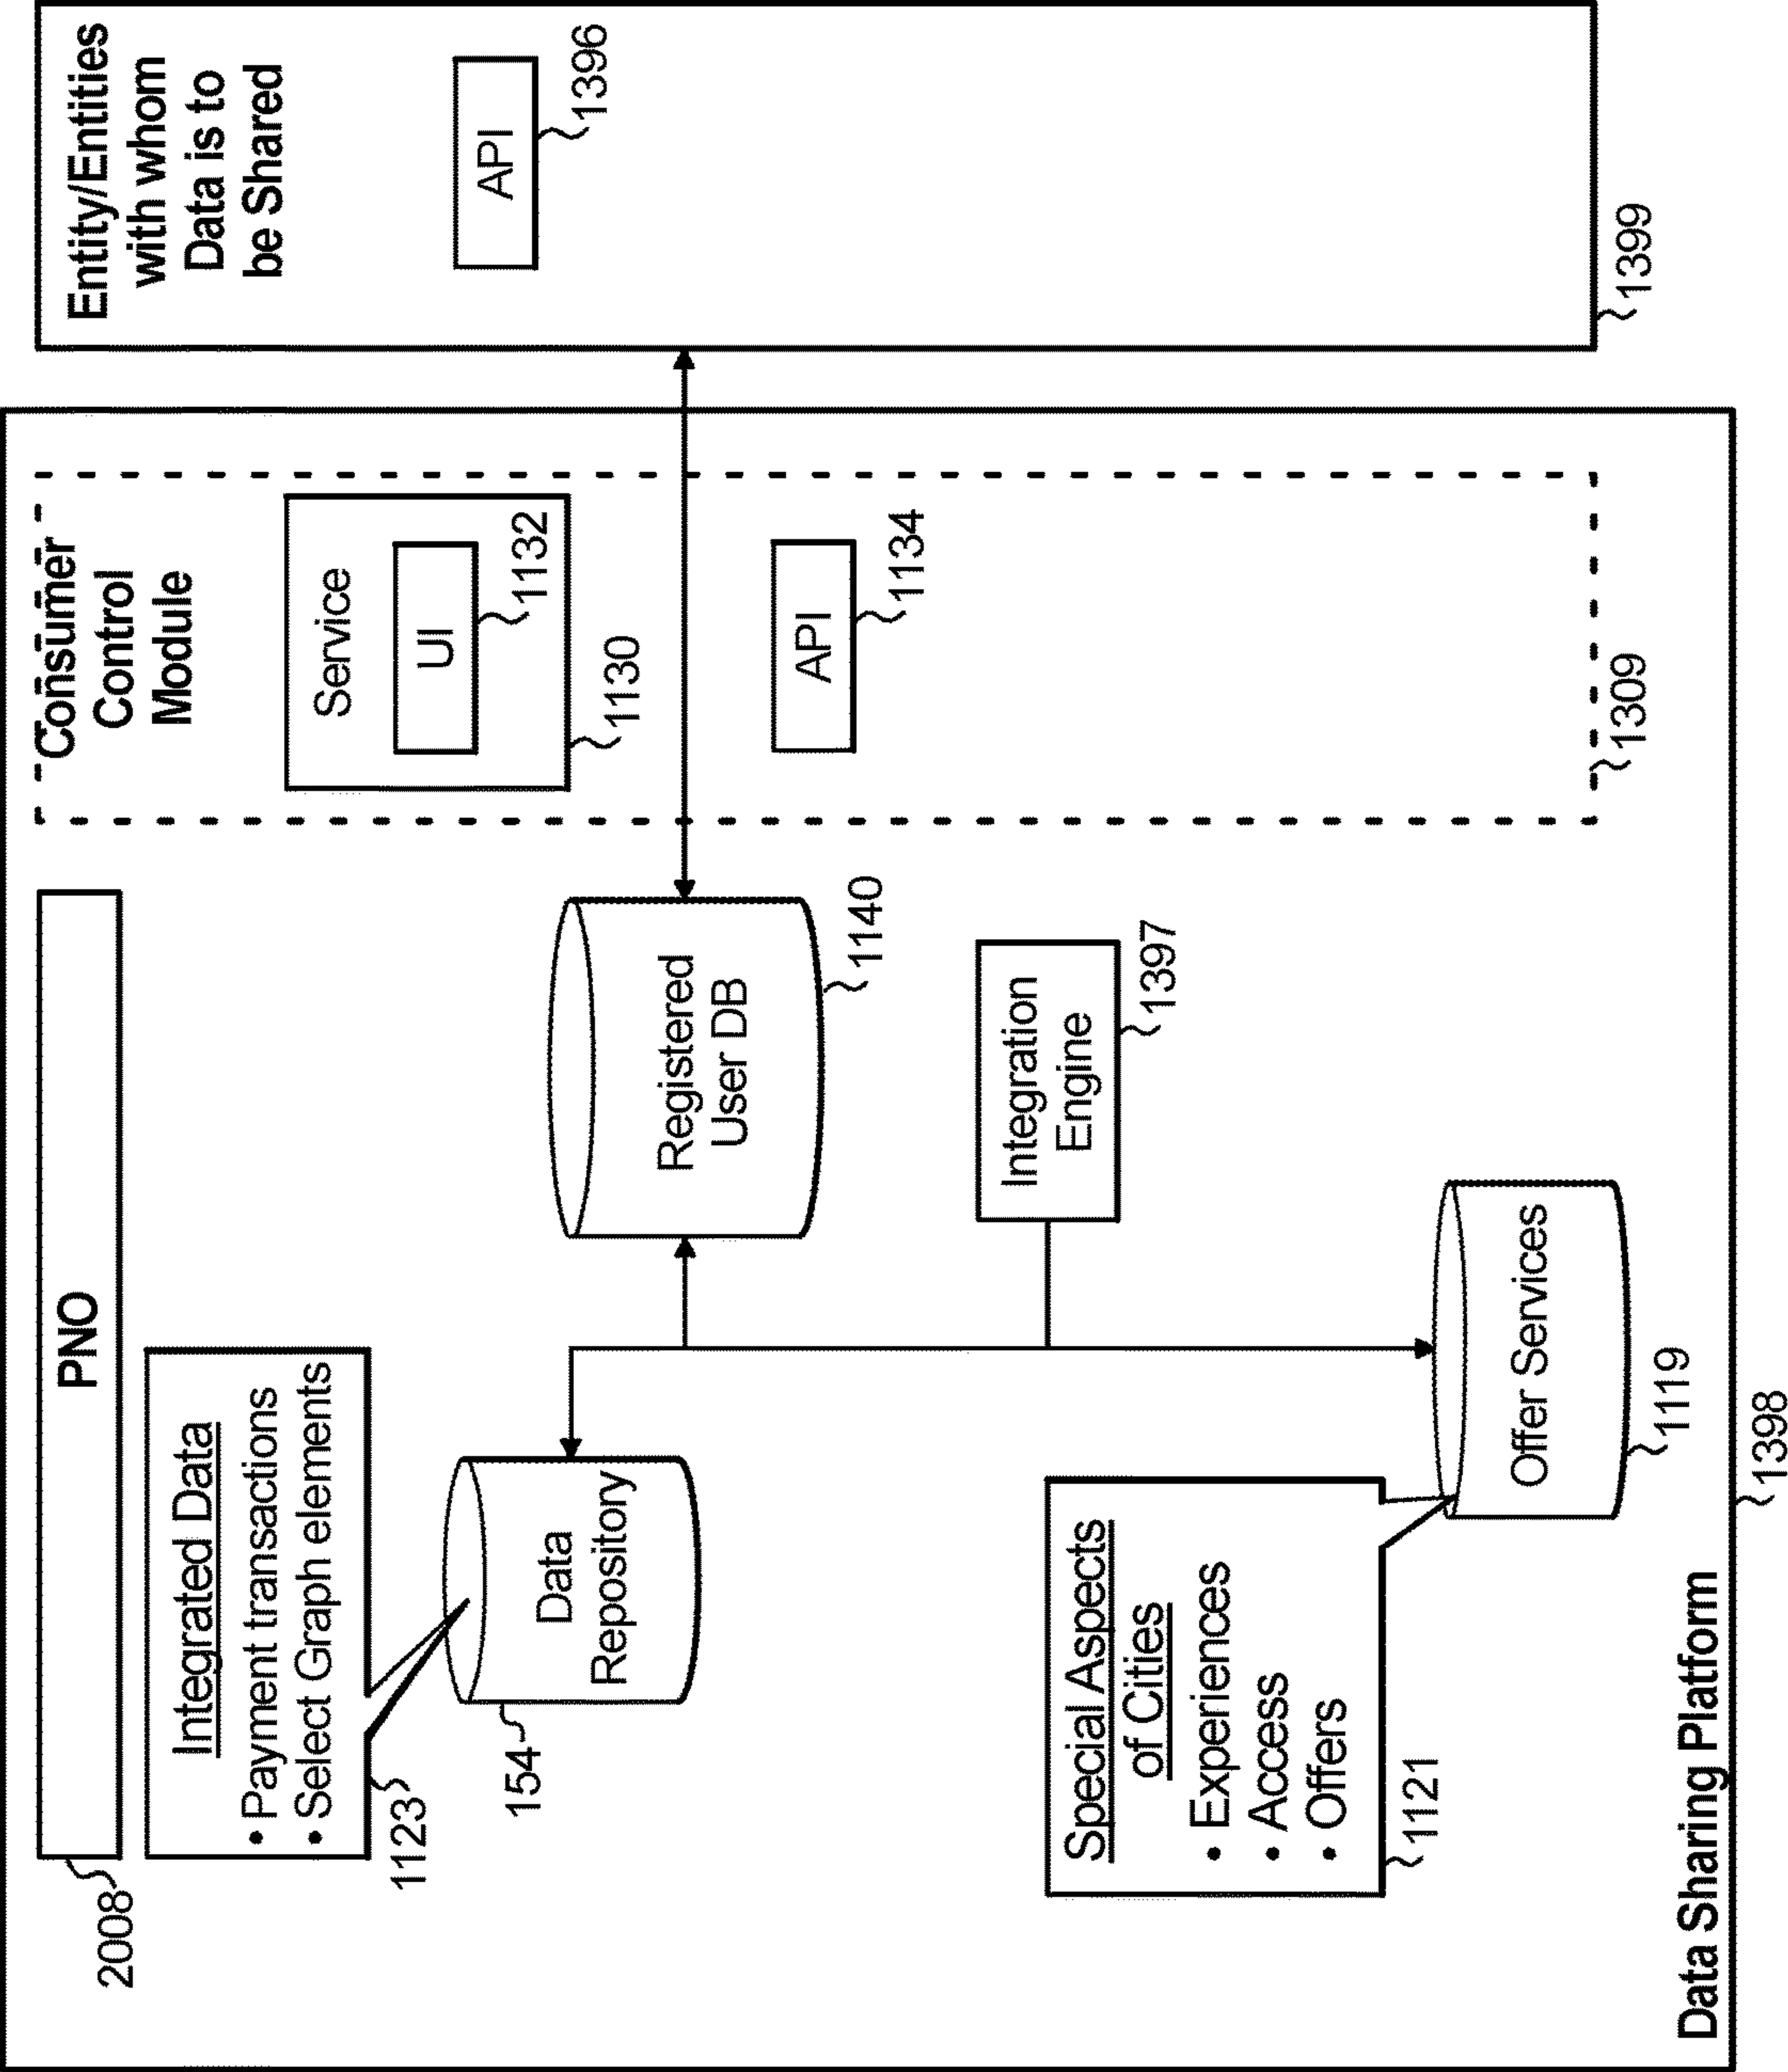 PNO
2008
Integrated Data
• Payment transactions
• Select Graph elements
1123
Data
Repository
154
Registered
User DB
1140
Integration
Engine
1397
Special Aspects
of Cities
• Experiences
• Access
• Offers
1121
Offer Services
1119
Data Sharing Platform
1398
Consumer
Control
Module
Service
UI
1132
1130
API
1134
1309
Entity/Entities
with whom
Data is to
be Shared
API
1396
1399